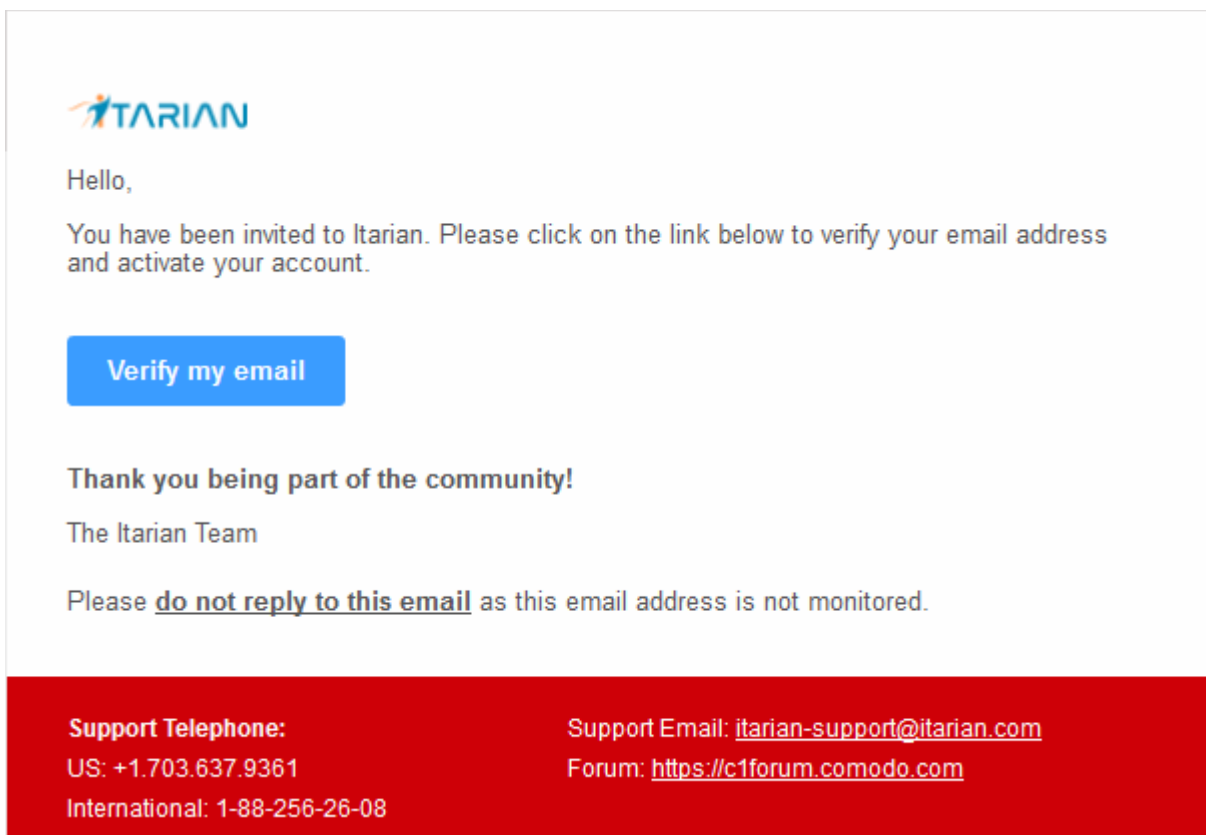 ITARIAN
Hello,
You have been invited to Itarian. Please click on the link below to verify your email address
and activate your account.
Verify my email
Thank you being part of the community!
The Itarian Team
Please do not reply to this email as this email address is not monitored.
Support Telephone:
US: +1.703.637.9361
International: 1-88-256-26-08
Support Email: itarian-support@itarian.com
Forum: https://c1forum.comodo.com